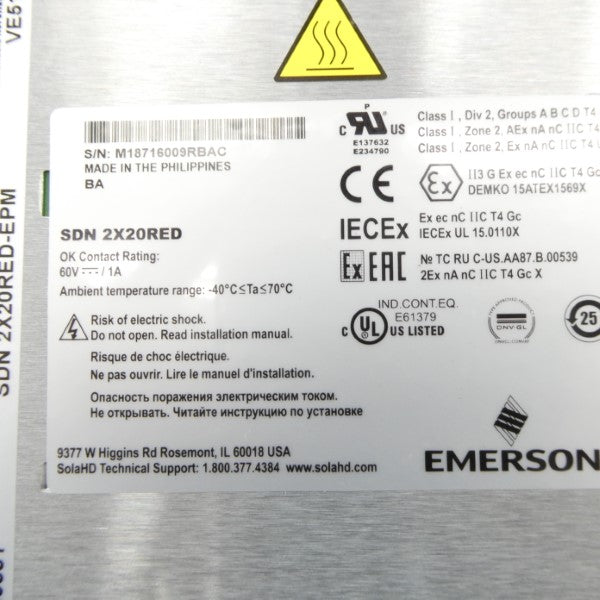 S/N: M18716009RBAC
MADE IN THE PHILIPPINES
BA
SDN 2X20RED
OK Contact Rating:
60V ⎓ / 1A
Ambient temperature range: -40°C≤Ta≤70°C
Risk of electric shock.
Do not open. Read installation manual.
Risque de choc électrique.
Ne pas ouvrir. Lire le manuel d'installation.
Опасность поражения электрическим током.
Не открывать. Читайте инструкцию по установке
9377 W Higgins Rd Rosemont, IL 60018 USA
SolaHD Technical Support: 1.800.377.4384 www.solahd.com
P
C RU US
E137632
E234790
Class I , Div 2, Groups A B C D T4
Class I , Zone 2, AEx nA nC IIC T4
Class I , Zone 2, Ex nA nC IIC T4
CE
Ex
II3 G Ex ec nC IIC T4 Gc
DEMKO 15ATEX1569X
IECEx
Ex ec nC IIC T4 Gc
IECEx UL 15.0110X
Ex EAC
№ TC RU C-US.AA87.B.00539
2Ex nA nC IIC T4 Gc X
IND.CONT.EQ.
E61379
C UL US LISTED
DNV·GL
25
EMERSON
SDN 2X20RED-EPM
VE51